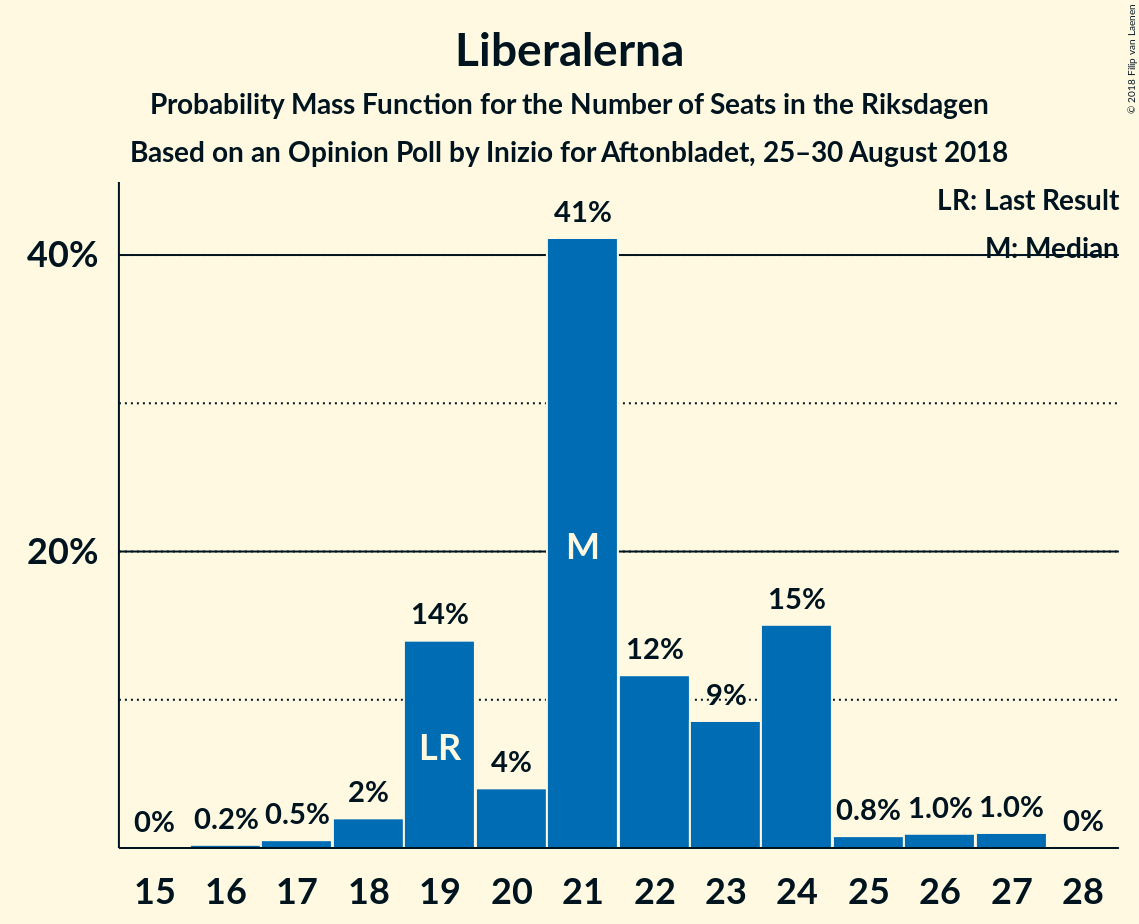 Liberalerna
Probability Mass Function for the Number of Seats in the Riksdagen
Based on an Opinion Poll by Inizio for Aftonbladet, 25–30 August 2018
© 2018 Filip van Laenen
LR: Last Result
M: Median
40%
20%
0%
0.2%
0.5%
2%
14%
4%
41%
12%
9%
15%
0.8%
1.0%
1.0%
0%
LR
M
15 16 17 18 19 20 21 22 23 24 25 26 27 28